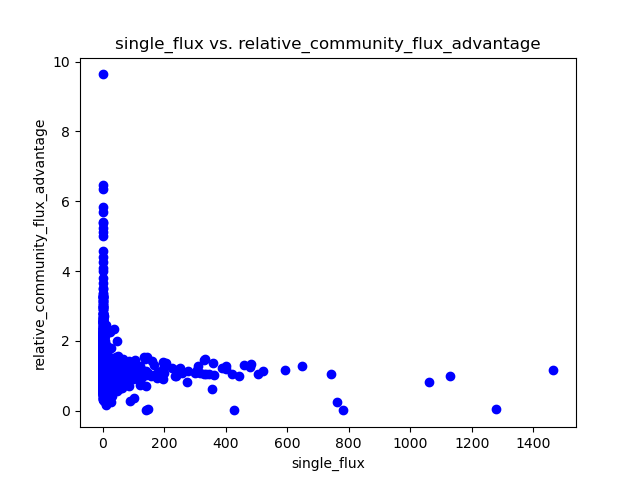 single_flux vs. relative_community_flux_advantage
10
8
6
4
2
0
relative_community_flux_advantage
0 200 400 600 800 1000 1200 1400
single_flux